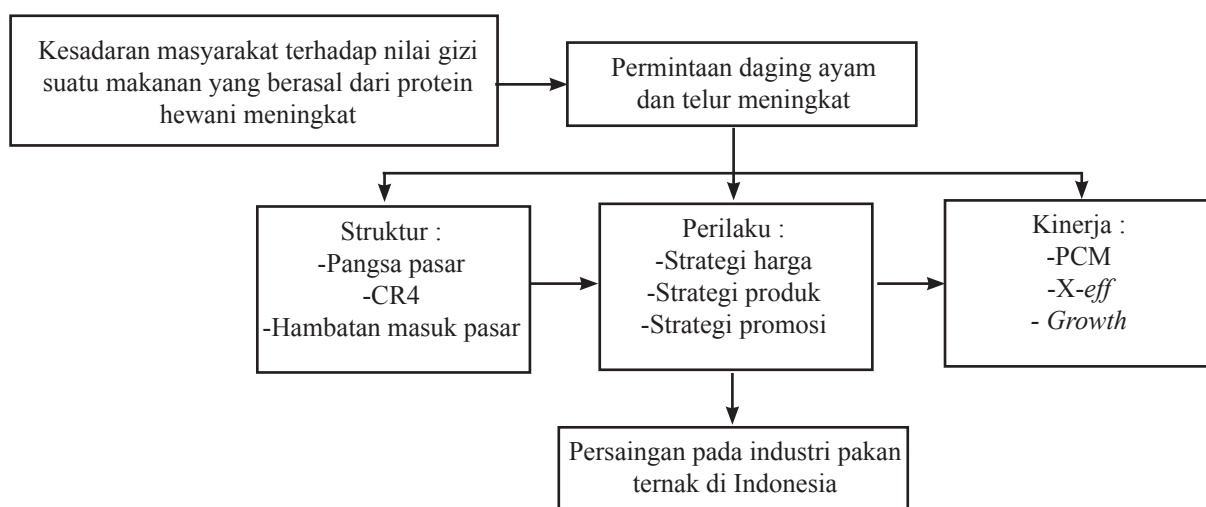 Kesadaran masyarakat terhadap nilai gizi
suatu makanan yang berasal dari protein
hewani meningkat
Permintaan daging ayam
dan telur meningkat
Struktur :
-Pangsa pasar
-CR4
-Hambatan masuk pasar
Perilaku :
-Strategi harga
-Strategi produk
-Strategi promosi
Kinerja :
-PCM
-X-eff
- Growth
Persaingan pada industri pakan
ternak di Indonesia